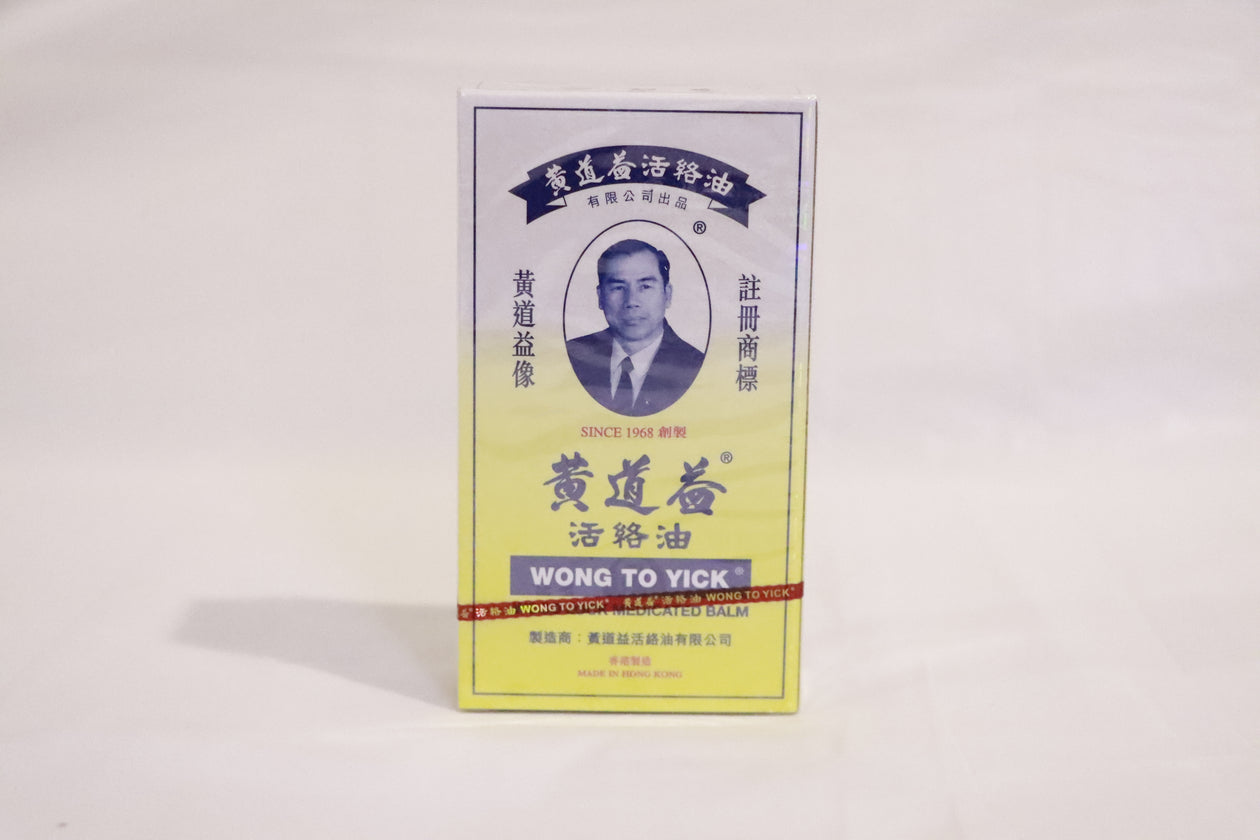 黃道益活絡油
有限公司出品
®
黃道益像
註冊商標
SINCE 1968 創製
黃道益®
活絡油
WONG TO YICK®
活絡油 WONG TO YICK® 黃道益® 活絡油 WONG TO YICK®
MEDICATED BALM
製造商：黃道益活絡油有限公司
香港製造
MADE IN HONG KONG